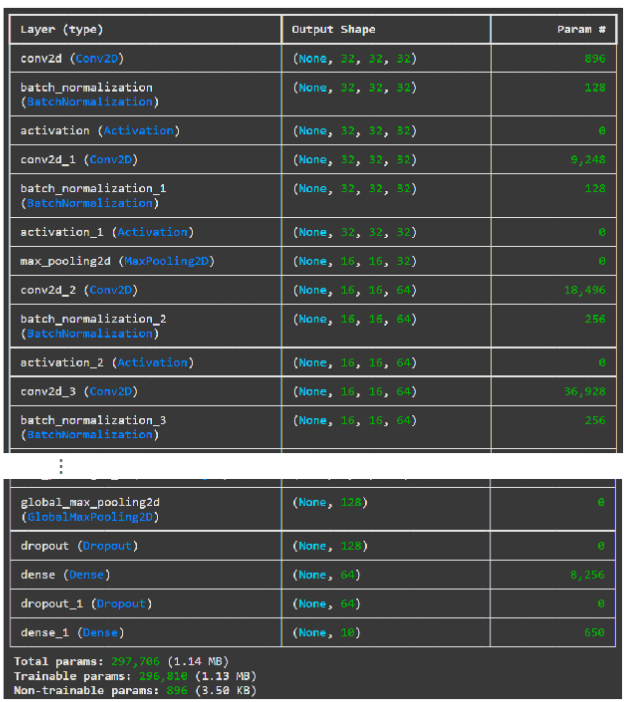 Layer (type) Output Shape Param #
conv2d (Conv2D) (None, 32, 32, 32) 896
batch_normalization (None, 32, 32, 32) 128
(BatchNormalization)
activation (Activation) (None, 32, 32, 32) 0
conv2d_1 (Conv2D) (None, 32, 32, 32) 9,248
batch_normalization_1 (None, 32, 32, 32) 128
(BatchNormalization)
activation_1 (Activation) (None, 32, 32, 32) 0
max_pooling2d (MaxPooling2D) (None, 16, 16, 32) 0
conv2d_2 (Conv2D) (None, 16, 16, 64) 18,496
batch_normalization_2 (None, 16, 16, 64) 256
(BatchNormalization)
activation_2 (Activation) (None, 16, 16, 64) 0
conv2d_3 (Conv2D) (None, 16, 16, 64) 36,928
batch_normalization_3 (None, 16, 16, 64) 256
(BatchNormalization)
⋮
global_max_pooling2d (None, 128) 0
(GlobalMaxPooling2D)
dropout (Dropout) (None, 128) 0
dense (Dense) (None, 64) 8,256
dropout_1 (Dropout) (None, 64) 0
dense_1 (Dense) (None, 10) 650
Total params: 297,706 (1.14 MB)
Trainable params: 296,810 (1.13 MB)
Non-trainable params: 896 (3.50 KB)